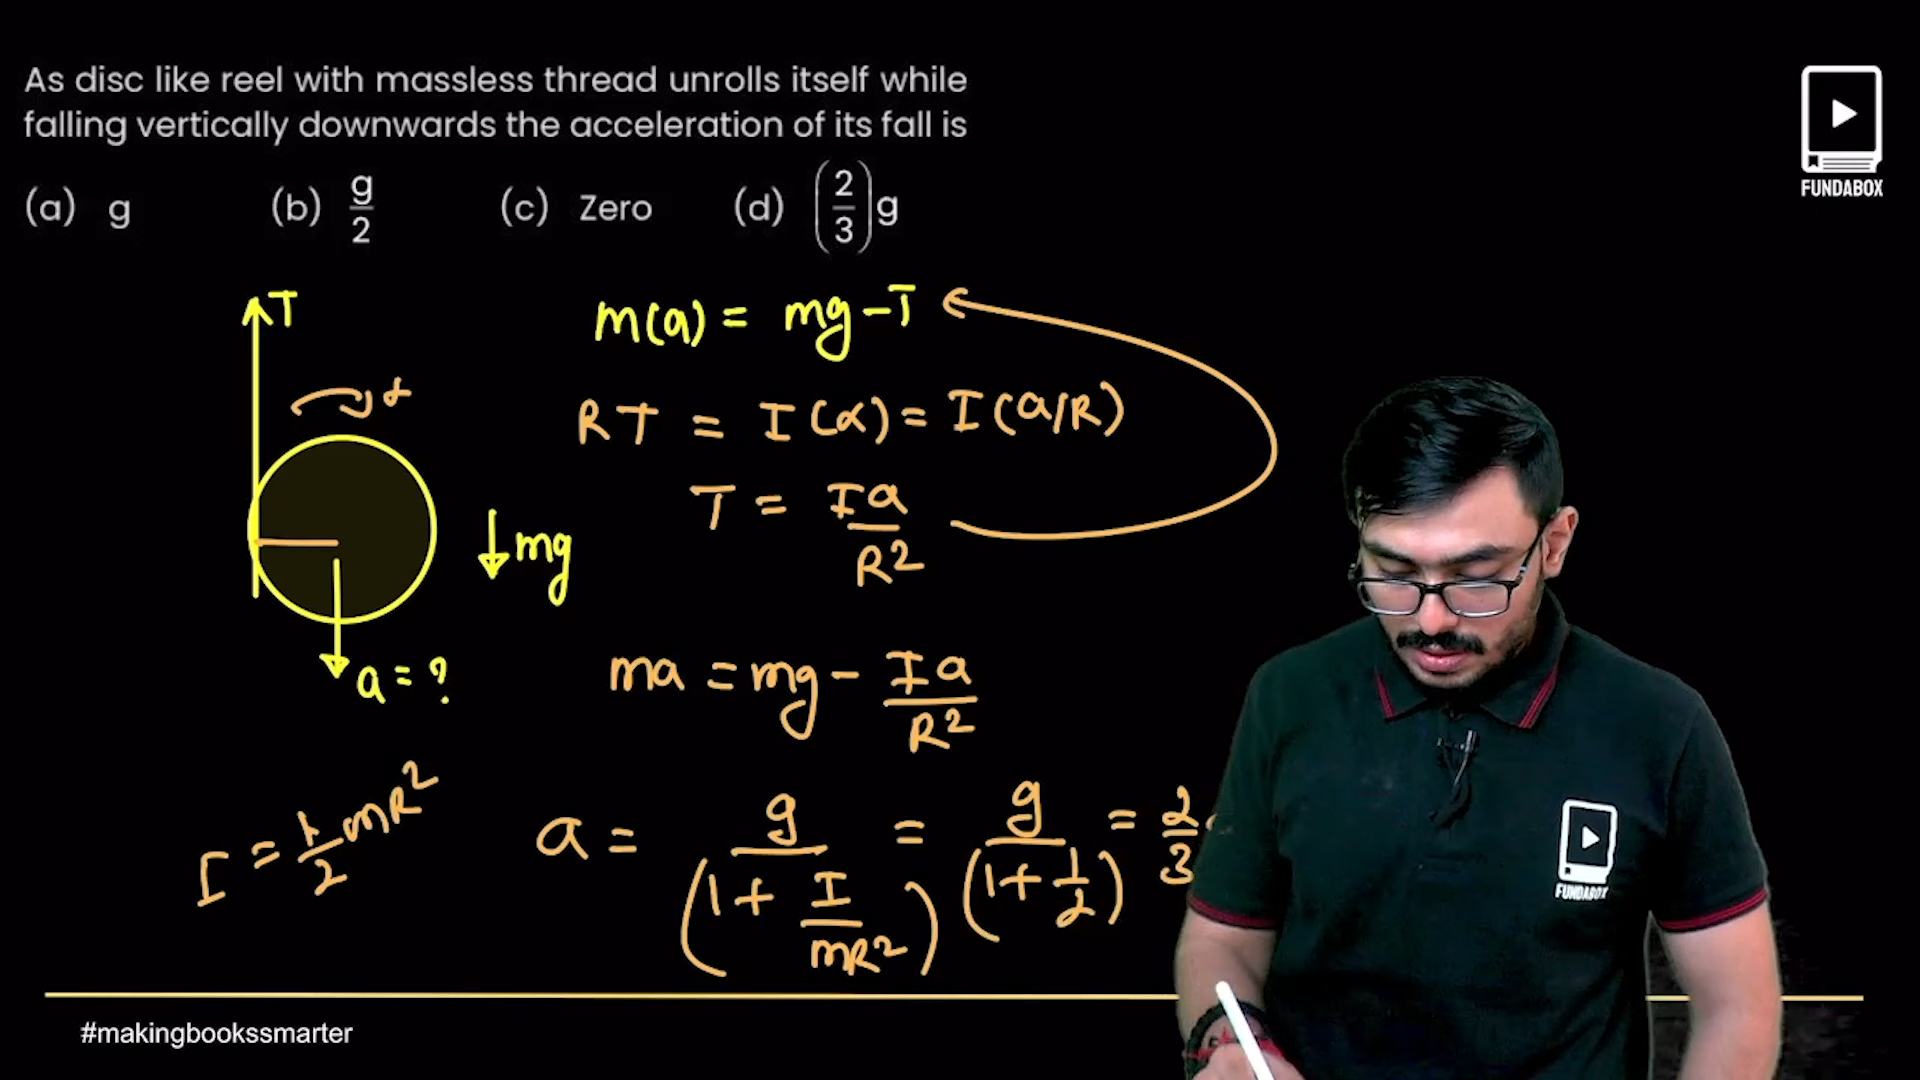 As disc like reel with massless thread unrolls itself while
falling vertically downwards the acceleration of its fall is
(a) g (b) g/2 (c) Zero (d) (2/3)g
FUNDABOX
T
α
m(a) = mg - T
RT = I(α) = I(a/R)
T = Ia/R²
↓mg
a = ?
ma = mg - Ia/R²
I = 1/2 mR²
a = g/(1 + I/mR²) = g/(1 + 1/2) = 2/3
FUNDABOX
#makingbookssmarter